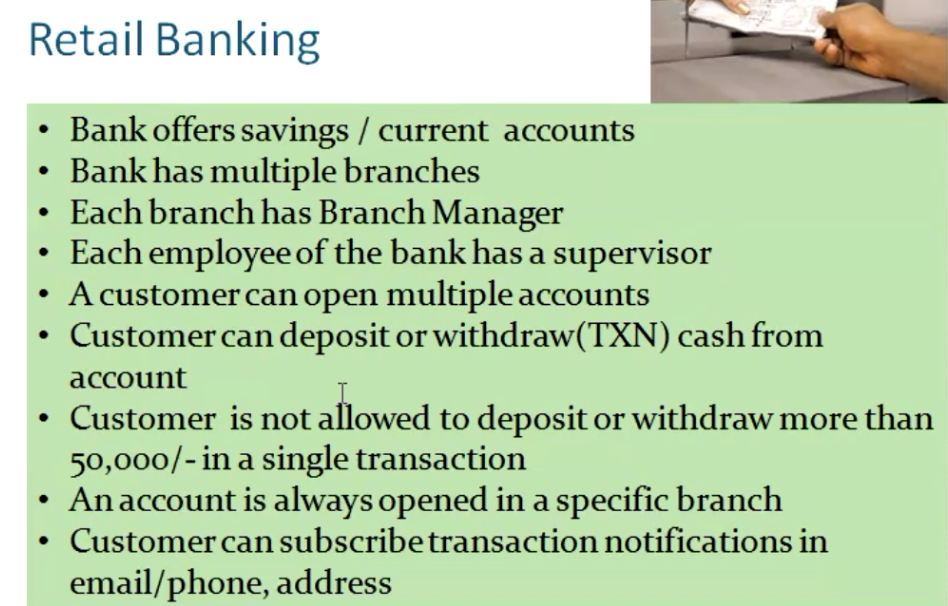 Retail Banking
• Bank offers savings / current accounts
• Bank has multiple branches
• Each branch has Branch Manager
• Each employee of the bank has a supervisor
• A customer can open multiple accounts
• Customer can deposit or withdraw(TXN) cash from
account
• Customer is not allowed to deposit or withdraw more than
50,000/- in a single transaction
• An account is always opened in a specific branch
• Customer can subscribe transaction notifications in
email/phone, address